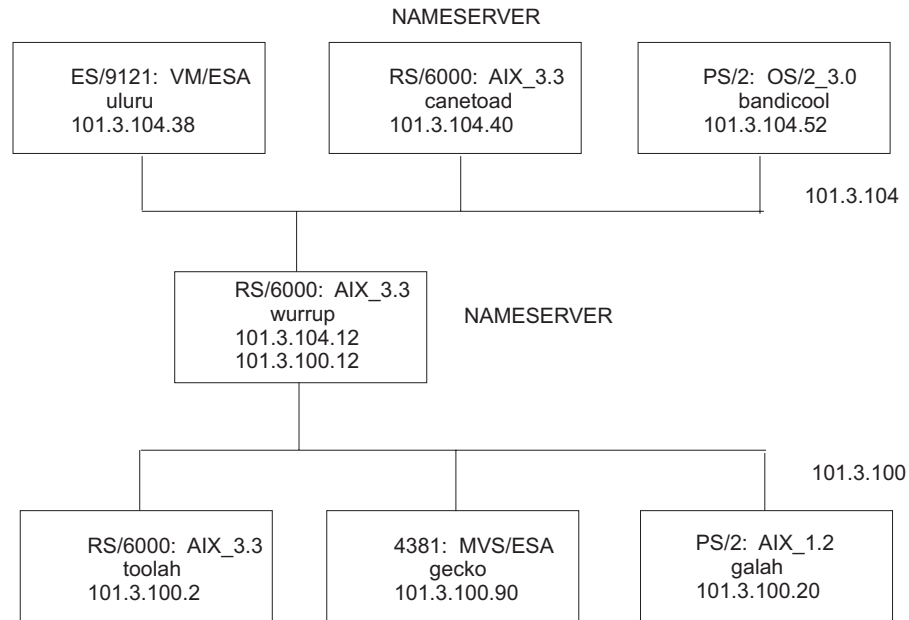 NAMESERVER
ES/9121: VM/ESA
uluru
101.3.104.38
RS/6000: AIX_3.3
canetoad
101.3.104.40
PS/2: OS/2_3.0
bandicool
101.3.104.52
101.3.104
RS/6000: AIX_3.3
wurrup
101.3.104.12
101.3.100.12
NAMESERVER
101.3.100
RS/6000: AIX_3.3
toolah
101.3.100.2
4381: MVS/ESA
gecko
101.3.100.90
PS/2: AIX_1.2
galah
101.3.100.20